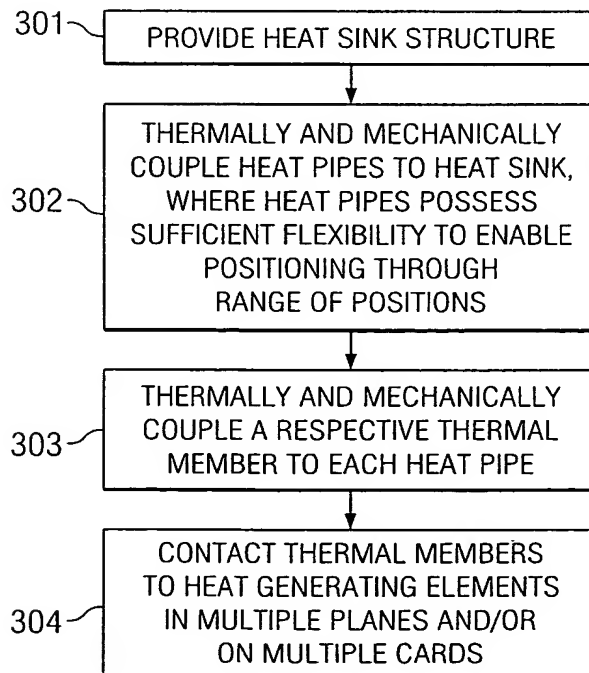 301
PROVIDE HEAT SINK STRUCTURE
302
THERMALLY AND MECHANICALLY
COUPLE HEAT PIPES TO HEAT SINK,
WHERE HEAT PIPES POSSESS
SUFFICIENT FLEXIBILITY TO ENABLE
POSITIONING THROUGH
RANGE OF POSITIONS
303
THERMALLY AND MECHANICALLY
COUPLE A RESPECTIVE THERMAL
MEMBER TO EACH HEAT PIPE
304
CONTACT THERMAL MEMBERS
TO HEAT GENERATING ELEMENTS
IN MULTIPLE PLANES AND/OR
ON MULTIPLE CARDS